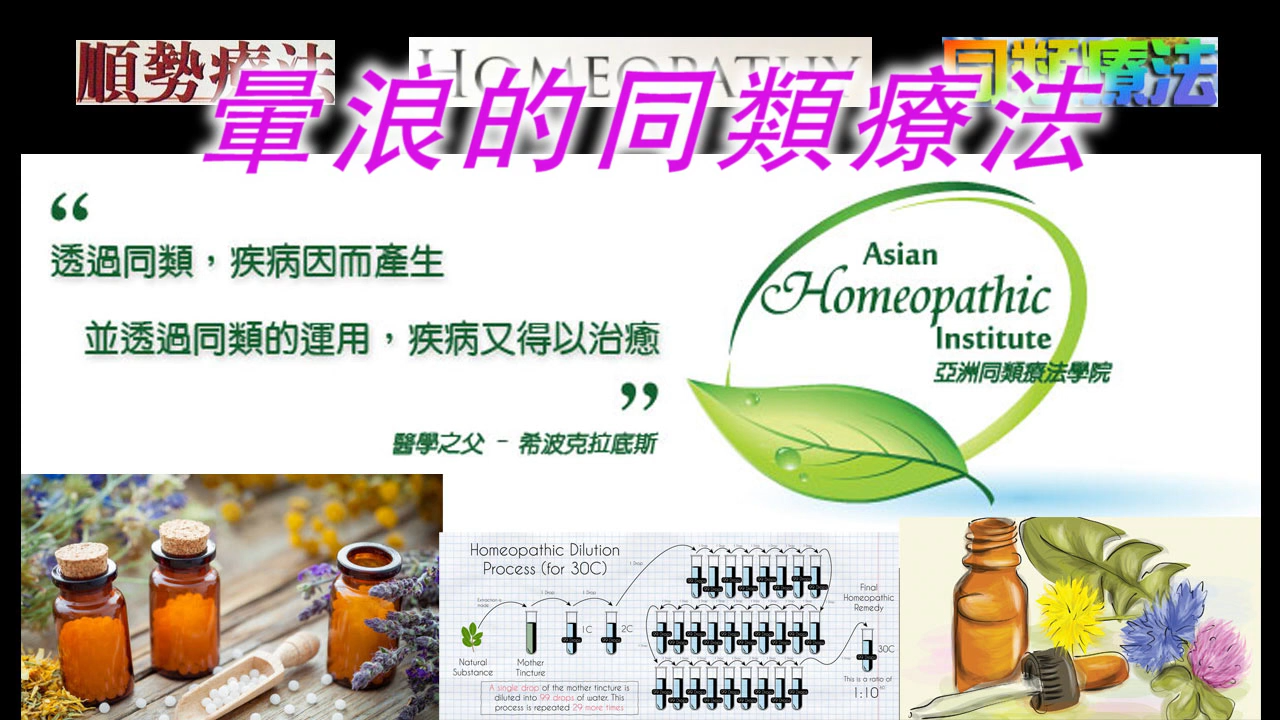 順勢療法
HOMEOPATHY
同類療法
暈浪的同類療法
“
透過同類，疾病因而產生
並透過同類的運用，疾病又得以治癒
”
醫學之父 - 希波克拉底斯
Asian
Homeopathic
Institute
亞洲同類療法學院
Homeopathic Dilution
Process (for 30C)
Natural
Substance
Mother
Tincture
1C
2C
Final
Homeopathic
Remedy
30C
This is a ratio of
A single drop of the mother tincture is
diluted into 99 drops of water. This
process is repeated 29 more times